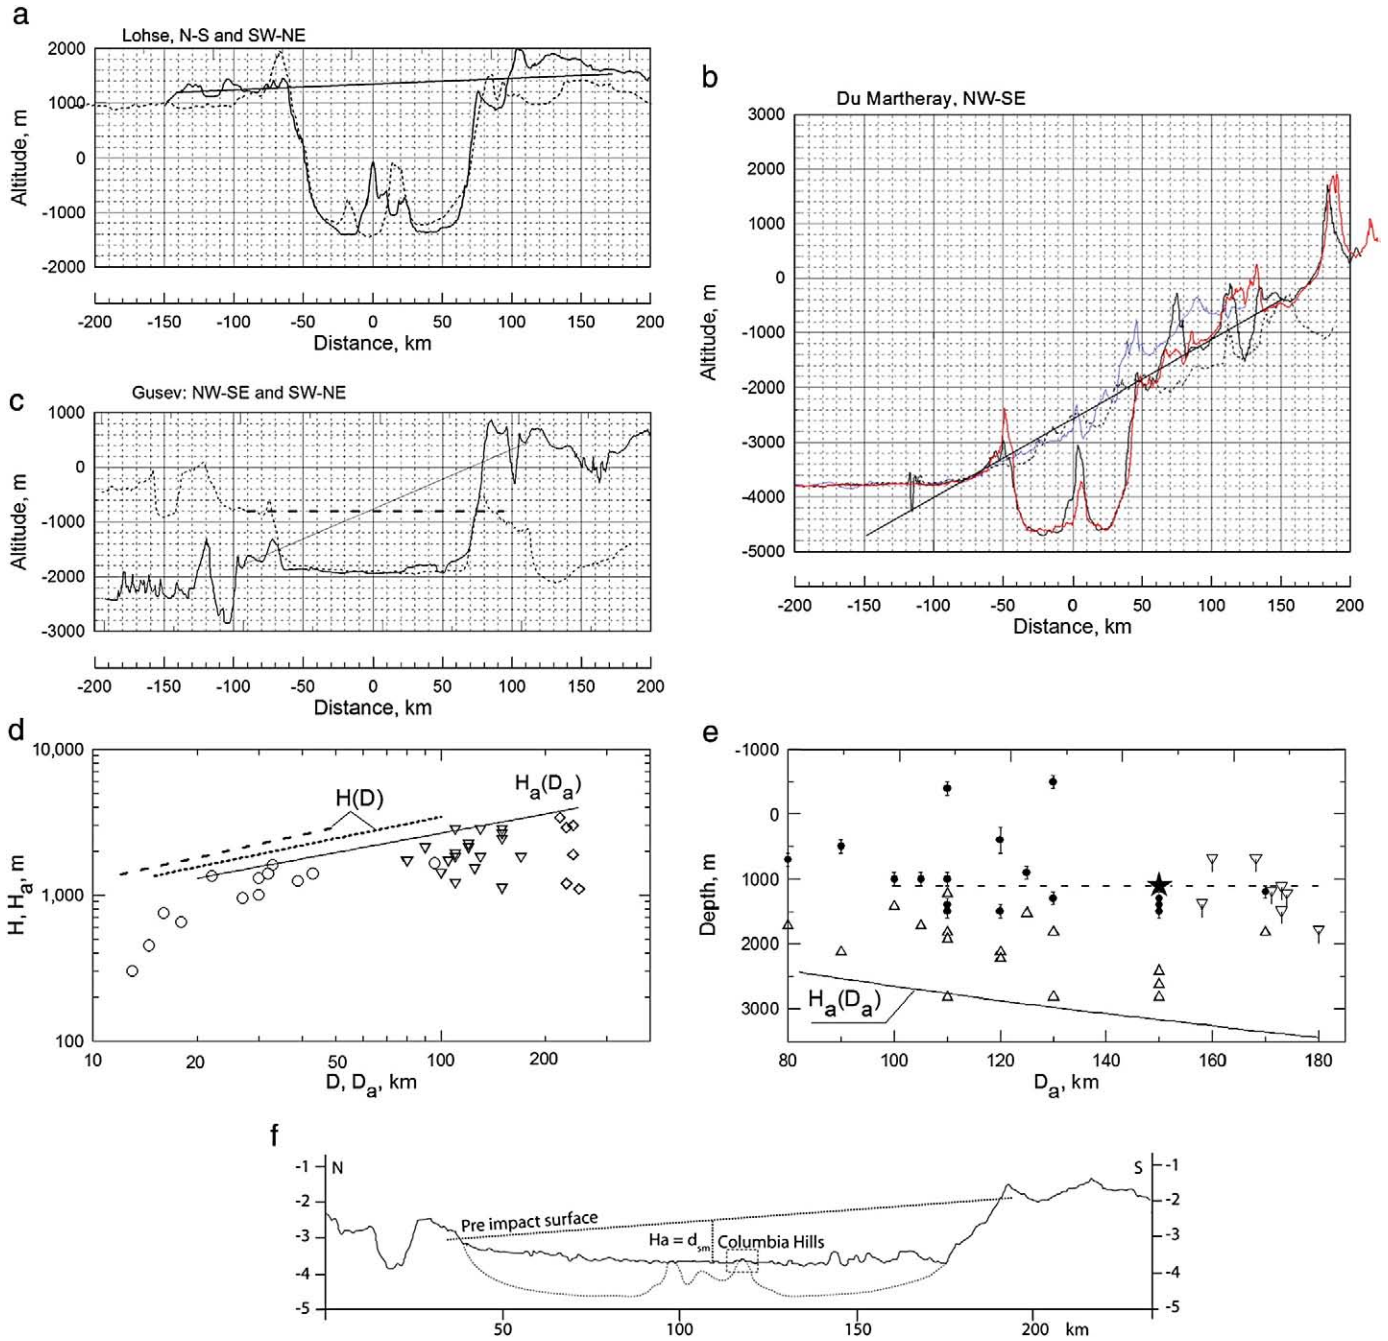 a
Lohse, N-S and SW-NE
Altitude, m
2000
1000
0
-1000
-2000
-200
-150
-100
-50
0
50
100
150
200
Distance, km
b
Du Martheray, NW-SE
Altitude, m
3000
2000
1000
0
-1000
-2000
-3000
-4000
-5000
-200
-150
-100
-50
0
50
100
150
200
Distance, km
c
Gusev: NW-SE and SW-NE
Altitude, m
1000
0
-1000
-2000
-3000
-200
-150
-100
-50
0
50
100
150
200
Distance, km
d
H, Ha, m
10,000
1,000
100
H(D)
Ha(Da)
10
20
50
100
200
D, Da, km
e
Depth, m
-1000
0
1000
2000
3000
Ha(Da)
80
100
120
140
160
180
Da, km
f
-1
-2
-3
-4
-5
N
S
Pre impact surface
Ha = dsm
Columbia Hills
-1
-2
-3
-4
-5
50
100
150
200
km